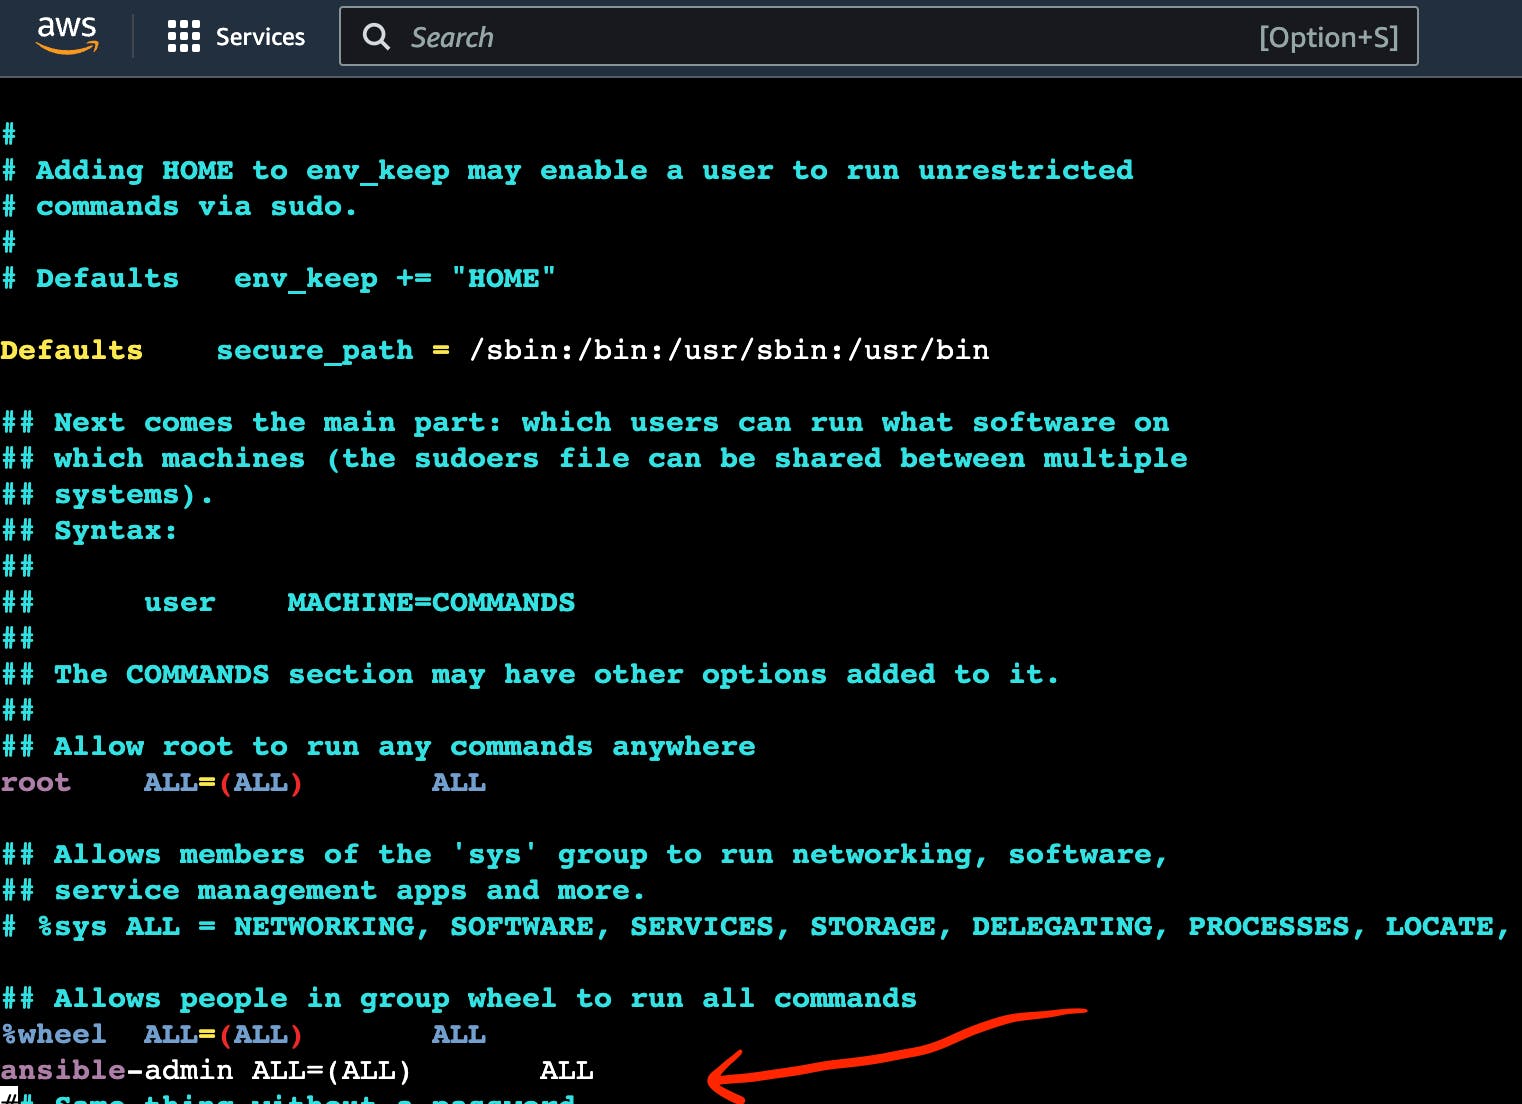 aws
Services
Search
[Option+S]
#
# Adding HOME to env_keep may enable a user to run unrestricted
# commands via sudo.
#
# Defaults   env_keep += "HOME"
Defaults    secure_path = /sbin:/bin:/usr/sbin:/usr/bin
## Next comes the main part: which users can run what software on
## which machines (the sudoers file can be shared between multiple
## systems).
## Syntax:
##
##      user    MACHINE=COMMANDS
##
## The COMMANDS section may have other options added to it.
##
## Allow root to run any commands anywhere
root    ALL=(ALL)       ALL
## Allows members of the 'sys' group to run networking, software,
## service management apps and more.
# %sys ALL = NETWORKING, SOFTWARE, SERVICES, STORAGE, DELEGATING, PROCESSES, LOCATE,
## Allows people in group wheel to run all commands
%wheel  ALL=(ALL)       ALL
ansible-admin ALL=(ALL)       ALL
## Same thing without a password